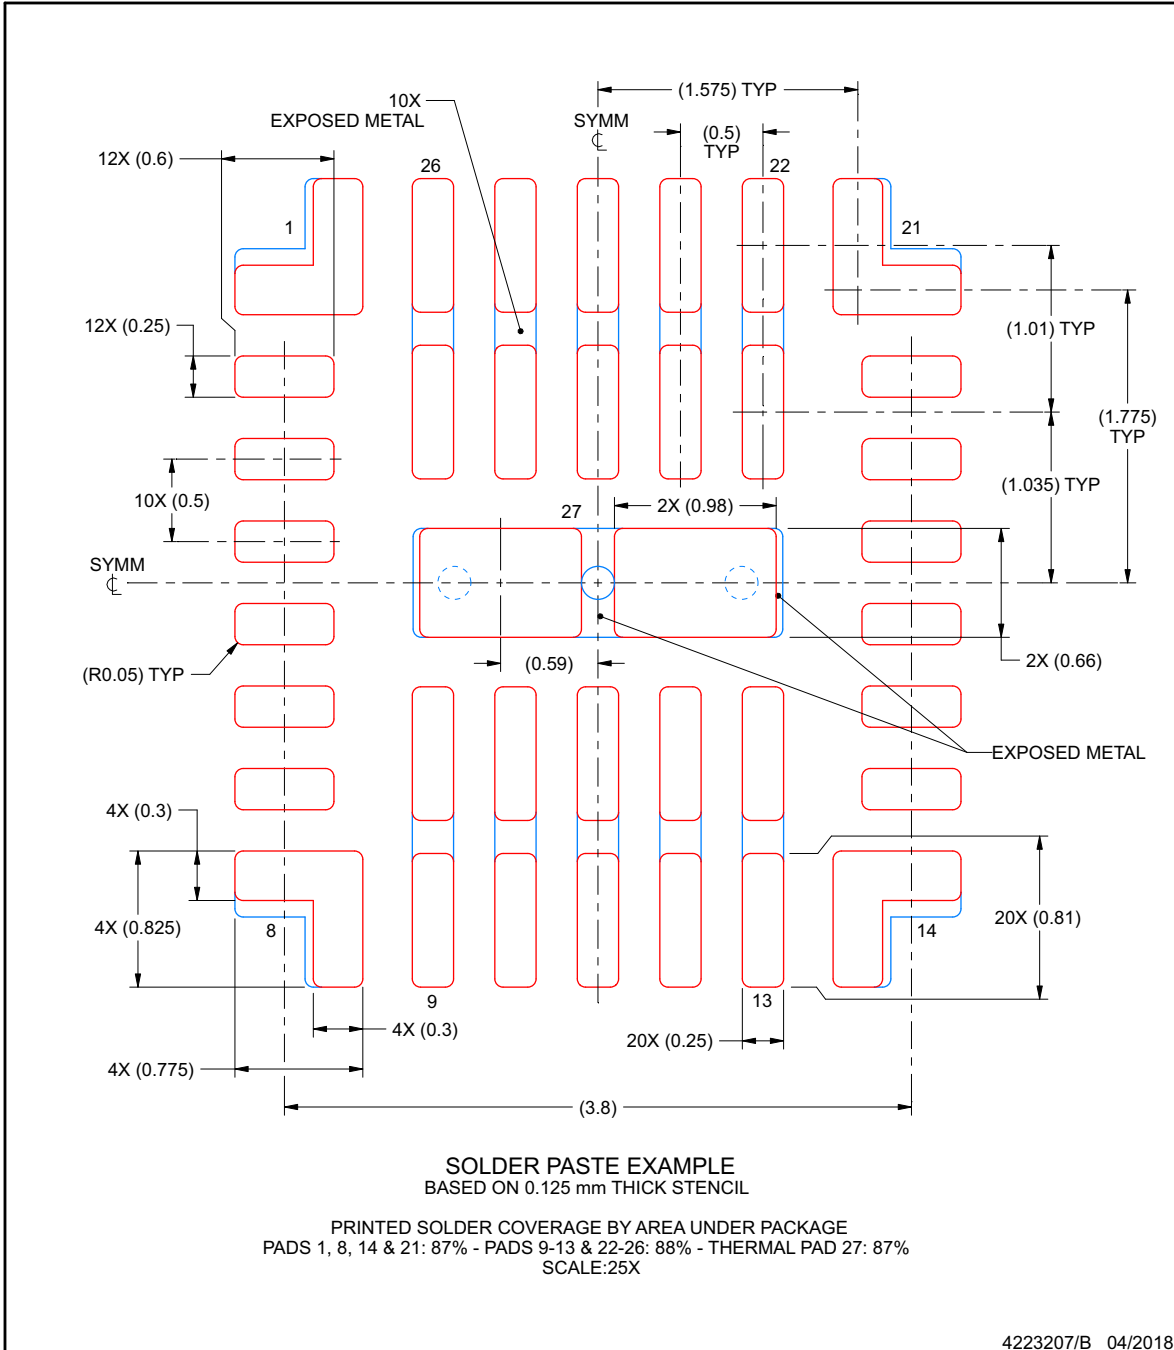 (1.575) TYP
10X
EXPOSED METAL
SYMM
℄
(0.5)
TYP
12X (0.6)
26
22
1
21
12X (0.25)
(1.01) TYP
(1.775)
TYP
10X (0.5)
(1.035) TYP
27
2X (0.98)
SYMM
℄
(R0.05) TYP
(0.59)
2X (0.66)
EXPOSED METAL
4X (0.3)
4X (0.825)
8
14
20X (0.81)
9
13
4X (0.3)
20X (0.25)
4X (0.775)
(3.8)
SOLDER PASTE EXAMPLE
BASED ON 0.125 mm THICK STENCIL
PRINTED SOLDER COVERAGE BY AREA UNDER PACKAGE
PADS 1, 8, 14 & 21: 87% - PADS 9-13 & 22-26: 88% - THERMAL PAD 27: 87%
SCALE:25X
4223207/B 04/2018